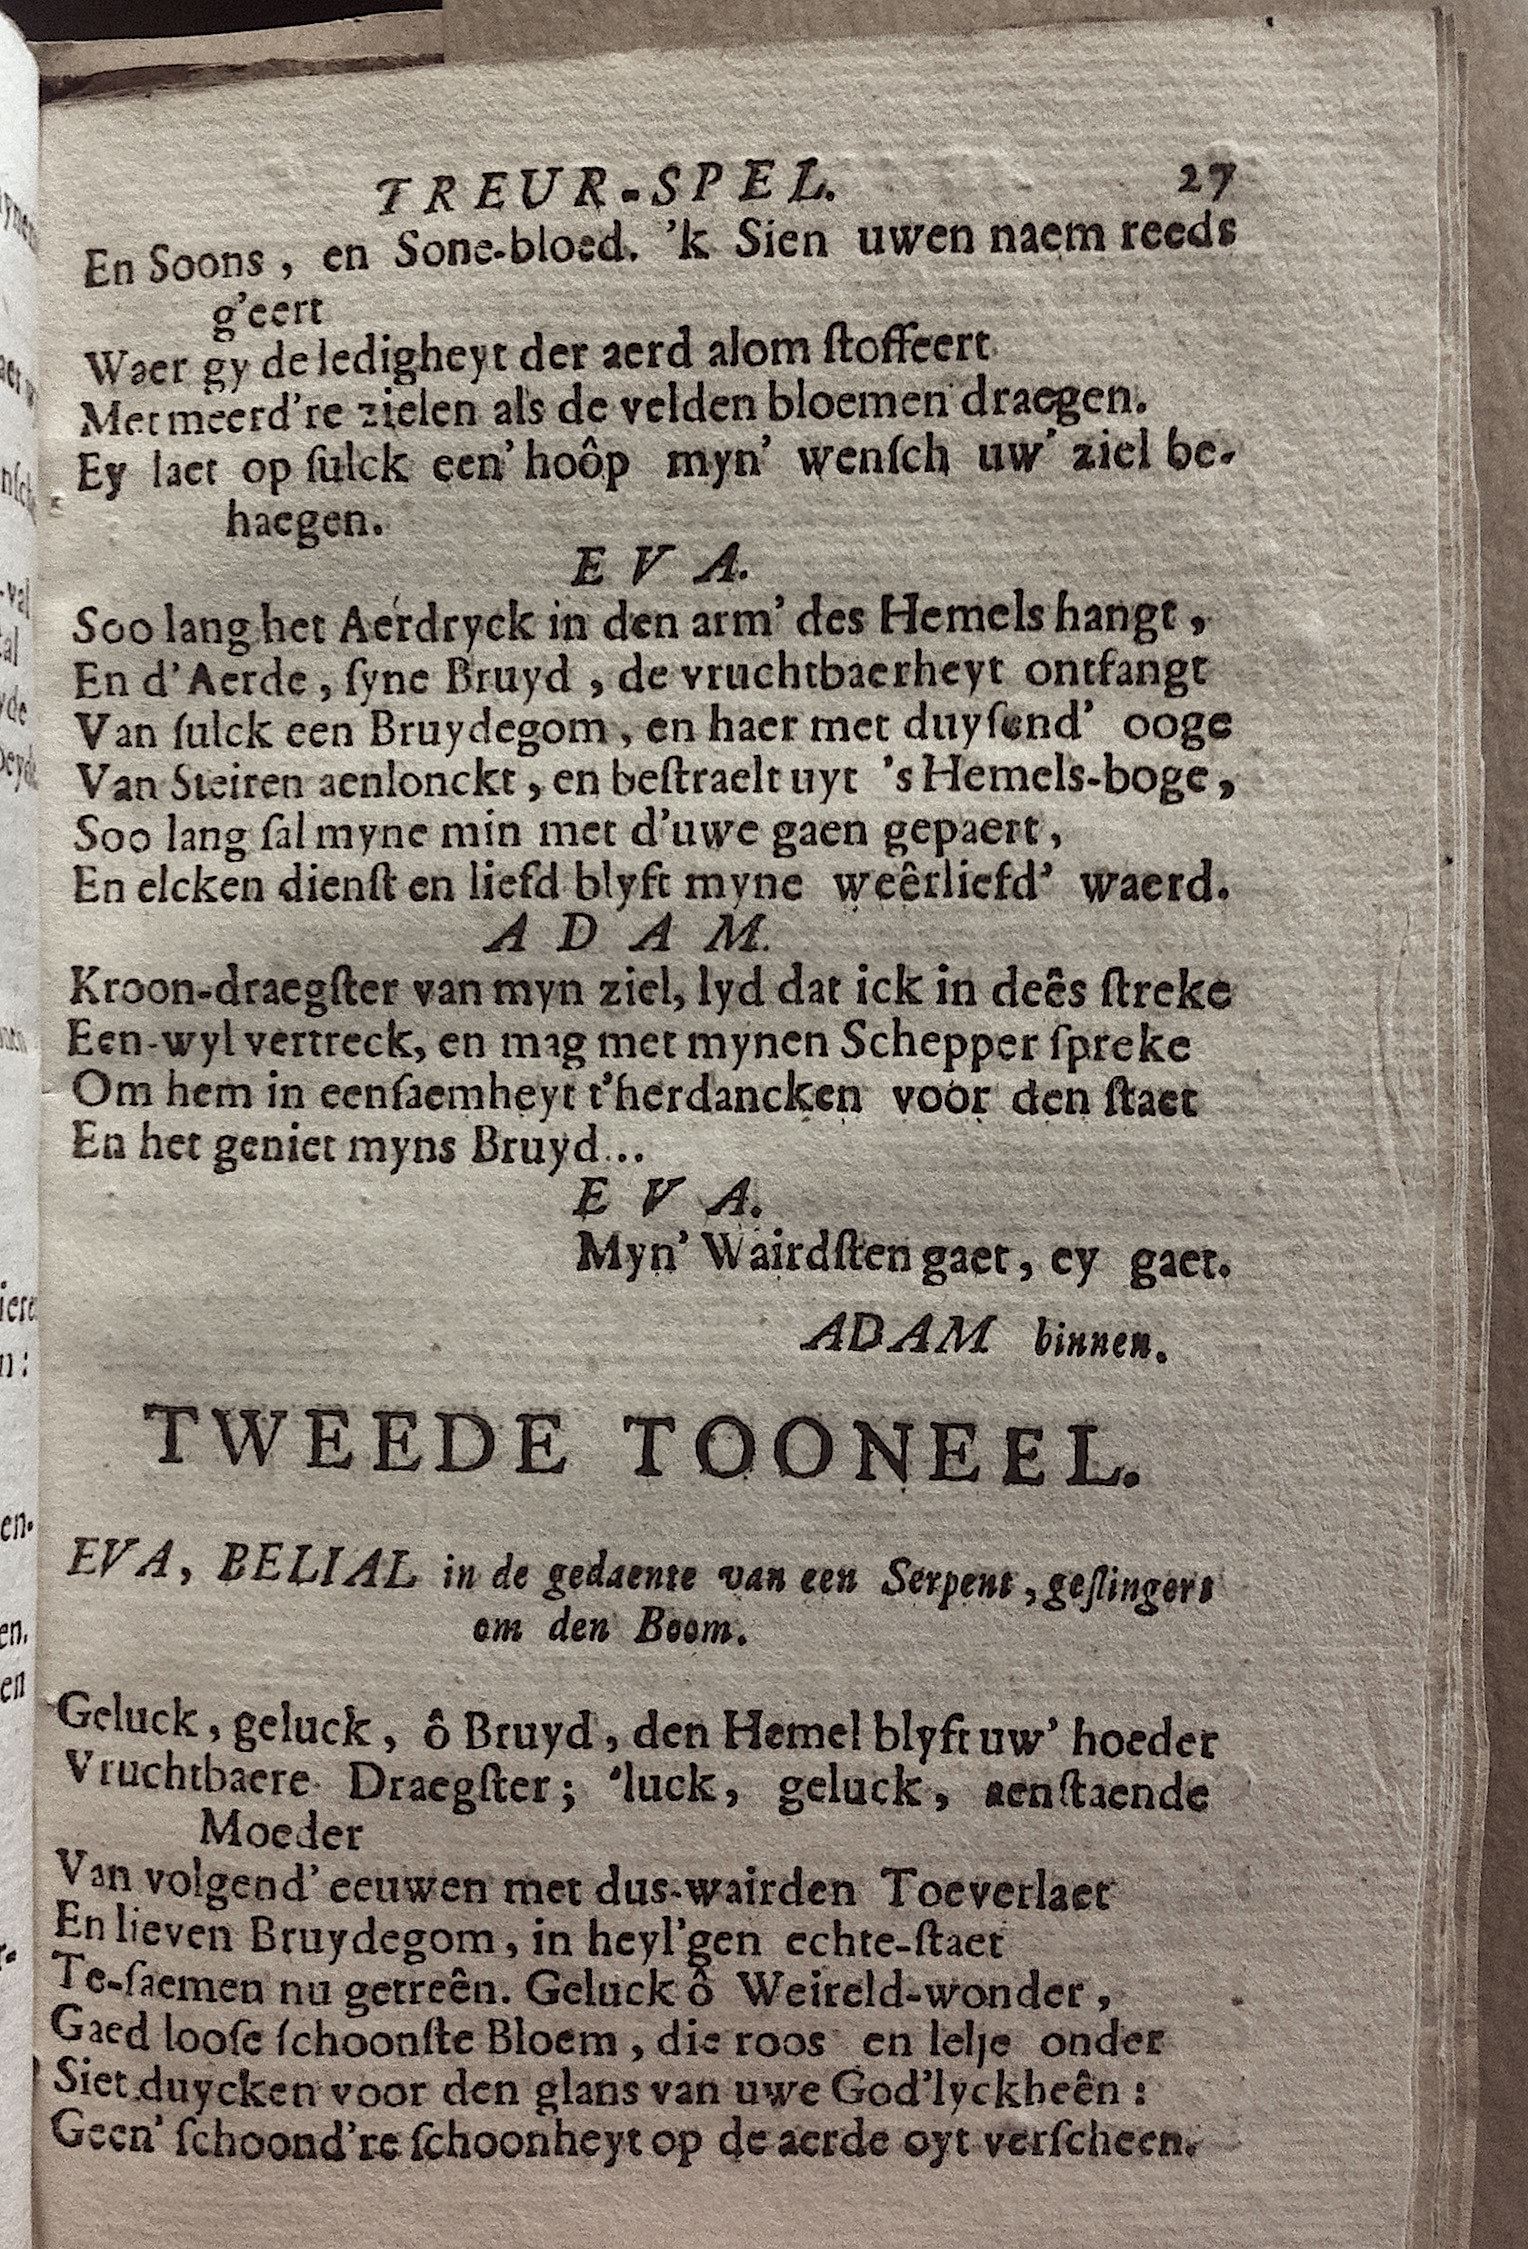 TREUR-SPEL. 27
En Soons, en Sone-bloed. 'k Sien uwen naem reeds
g'eert
Waer gy de ledigheyt der aerd alom ſtoffeert
Met meerd're zielen als de velden bloemen draegen.
Ey laet op ſulck een' hoôp myn' wenſch uw' ziel be-
haegen.
EVA.
Soo lang het Aerdryck in den arm' des Hemels hangt,
En d'Aerde, ſyne Bruyd, de vruchtbaerheyt ontfangt
Van ſulck een Bruydegom, en haer met duyſend' ooge
Van Steiren aenlonckt, en beſtraelt uyt 's Hemels-boge,
Soo lang ſal myne min met d'uwe gaen gepaert,
En elcken dienſt en liefd blyft myne weêrliefd' waerd.
ADAM.
Kroon-draegſter van myn ziel, lyd dat ick in deês ſtreke
Een-wyl vertreck, en mag met mynen Schepper ſpreke
Om hem in eenſaemheyt t'herdancken voor den ſtaet
En het geniet myns Bruyd...
EVA.
Myn' Wairdſten gaet, ey gaet.
ADAM binnen.
TWEEDE TOONEEL.
EVA, BELIAL in de gedaente van een Serpent, geſlingert
om den Boom.
Geluck, geluck, ô Bruyd, den Hemel blyft uw' hoeder
Vruchtbaere Draegſter; 'luck, geluck, aenſtaende
Moeder
Van volgend' eeuwen met dus-wairden Toeverlaet
En lieven Bruydegom, in heyl'gen echte-ſtaet
Te-ſaemen nu getreên. Geluck ô Weireld-wonder,
Gaed looſe ſchoonſte Bloem, die roos en lelje onder
Siet duycken voor den glans van uwe God'lyckheên:
Geen' ſchoond're ſchoonheyt op de aerde oyt verſcheen.